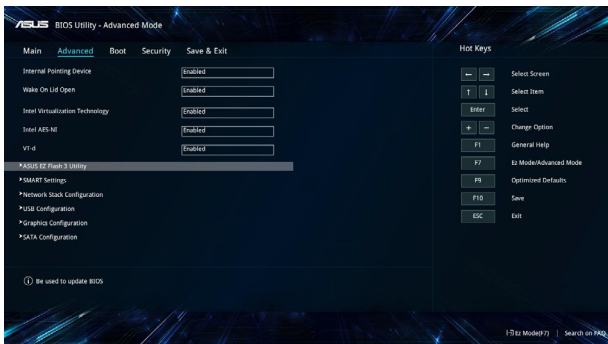 ASUS BIOS Utility - Advanced Mode
Main Advanced Boot Security Save & Exit
Hot Keys
Internal Pointing Device Enabled
Wake On Lid Open Enabled
Intel Virtualization Technology Enabled
Intel AES-NI Enabled
VT-d Enabled
ASUS EZ Flash 3 Utility
SMART Settings
Network Stack Configuration
USB Configuration
Graphics Configuration
SATA Configuration
← → Select Screen
↑ ↓ Select Item
Enter Select
+ - Change Option
F1 General Help
F7 Ez Mode/Advanced Mode
F9 Optimized Defaults
F10 Save
ESC Exit
Be used to update BIOS
Ez Mode(F7) | Search on FAQ